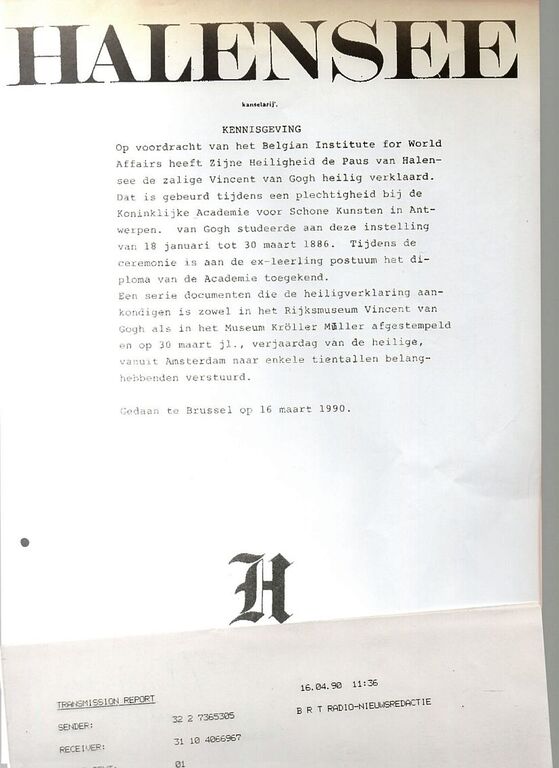 HALENSEE
kanselarij.
KENNISGEVING
Op voordracht van het Belgian Institute for World
Affairs heeft Zijne Heiligheid de Paus van Halen-
see de zalige Vincent van Gogh heilig verklaard.
Dat is gebeurd tijdens een plechtigheid bij de
Koninklijke Academie voor Schone Kunsten in Ant-
werpen. van Gogh studeerde aan deze instelling
van 18 januari tot 30 maart 1886. Tijdens de
ceremonie is aan de ex-leerling postuum het di-
ploma van de Academie toegekend.
Een serie documenten die de heiligverklaring aan-
kondigen is zowel in het Rijksmuseum Vincent van
Gogh als in het Museum Kröller Müller afgestempeld
en op 30 maart jl., verjaardag van de heilige,
vanuit Amsterdam naar enkele tientallen belang-
hebbenden verstuurd.
Gedaan te Brussel op 16 maart 1990.
H
16.04.90 11:36
TRANSMISSION REPORT
B R T RADIO-NIEUWSREDACTIE
SENDER: 32 2 7365305
RECEIVER: 31 10 4066967
01